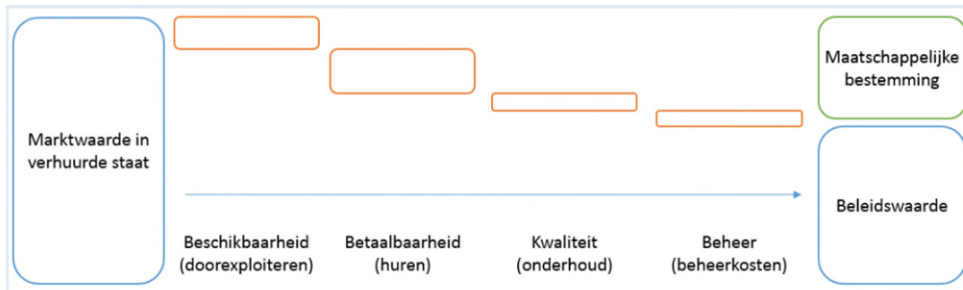 Marktwaarde in
verhuurde staat
Beschikbaarheid
(doorexploiteren)
Betaalbaarheid
(huren)
Kwaliteit
(onderhoud)
Beheer
(beheerkosten)
Maatschappelijke
bestemming
Beleidswaarde